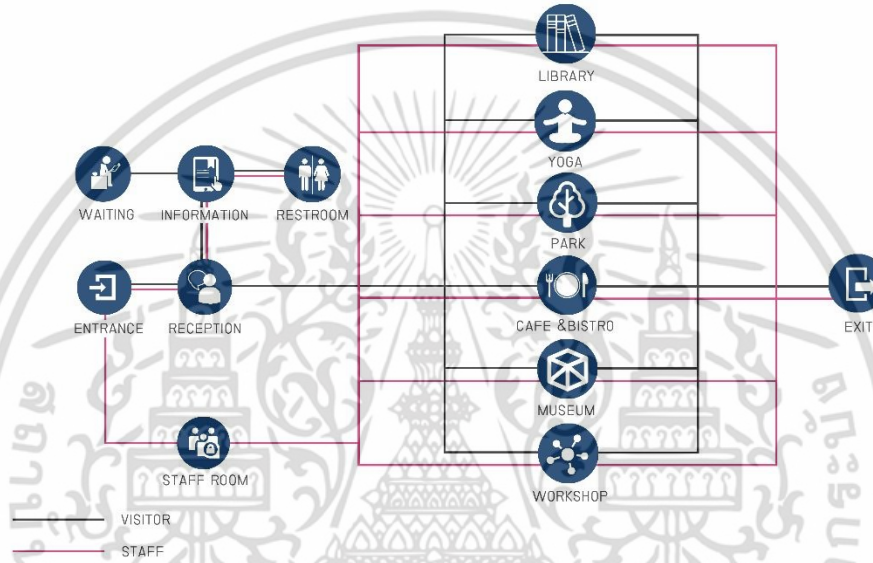 LIBRARY
YOGA
WAITING
INFORMATION
RESTROOM
PARK
ENTRANCE
RECEPTION
CAFE &BISTRO
EXIT
MUSEUM
STAFF ROOM
WORKSHOP
VISITOR
STAFF